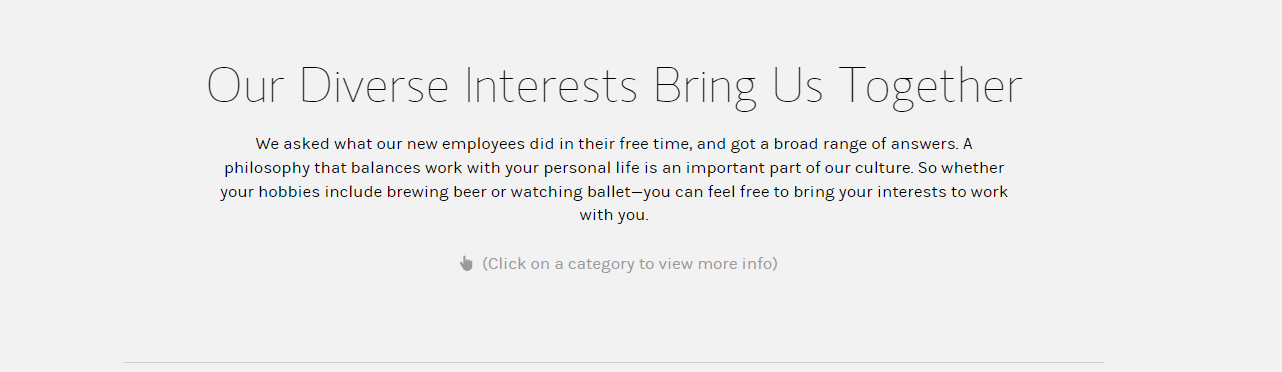 Our Diverse Interests Bring Us Together
We asked what our new employees did in their free time, and got a broad range of answers. A
philosophy that balances work with your personal life is an important part of our culture. So whether
your hobbies include brewing beer or watching ballet—you can feel free to bring your interests to work
with you.
(Click on a category to view more info)